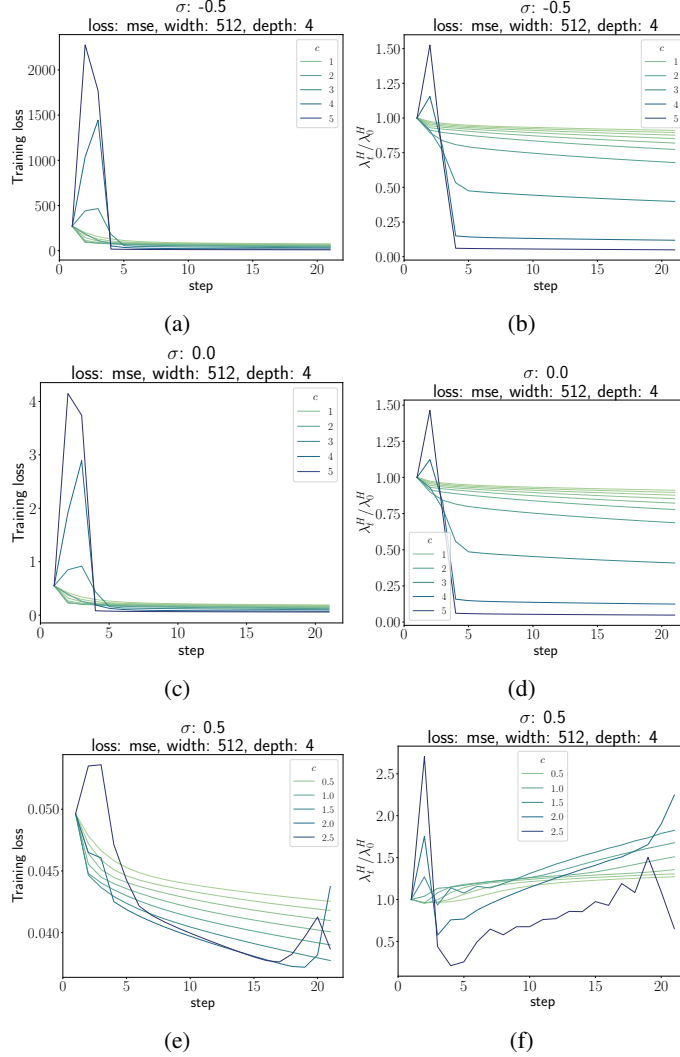 σ: -0.5
loss: mse, width: 512, depth: 4
Training loss
2000
1500
1000
500
0
0
5
10
15
20
step
c
1
2
3
4
5
(a)
σ: -0.5
loss: mse, width: 512, depth: 4
λ_t^H/λ_0^H
1.50
1.25
1.00
0.75
0.50
0.25
0.00
0
5
10
15
20
step
c
1
2
3
4
5
(b)
σ: 0.0
loss: mse, width: 512, depth: 4
Training loss
4
3
2
1
0
0
5
10
15
20
step
c
1
2
3
4
5
(c)
σ: 0.0
loss: mse, width: 512, depth: 4
λ_t^H/λ_0^H
1.50
1.25
1.00
0.75
0.50
0.25
0.00
0
5
10
15
20
step
c
1
2
3
4
5
(d)
σ: 0.5
loss: mse, width: 512, depth: 4
Training loss
0.050
0.045
0.040
0
5
10
15
20
step
c
0.5
1.0
1.5
2.0
2.5
(e)
σ: 0.5
loss: mse, width: 512, depth: 4
λ_t^H/λ_0^H
2.5
2.0
1.5
1.0
0.5
0
5
10
15
20
step
c
0.5
1.0
1.5
2.0
2.5
(f)